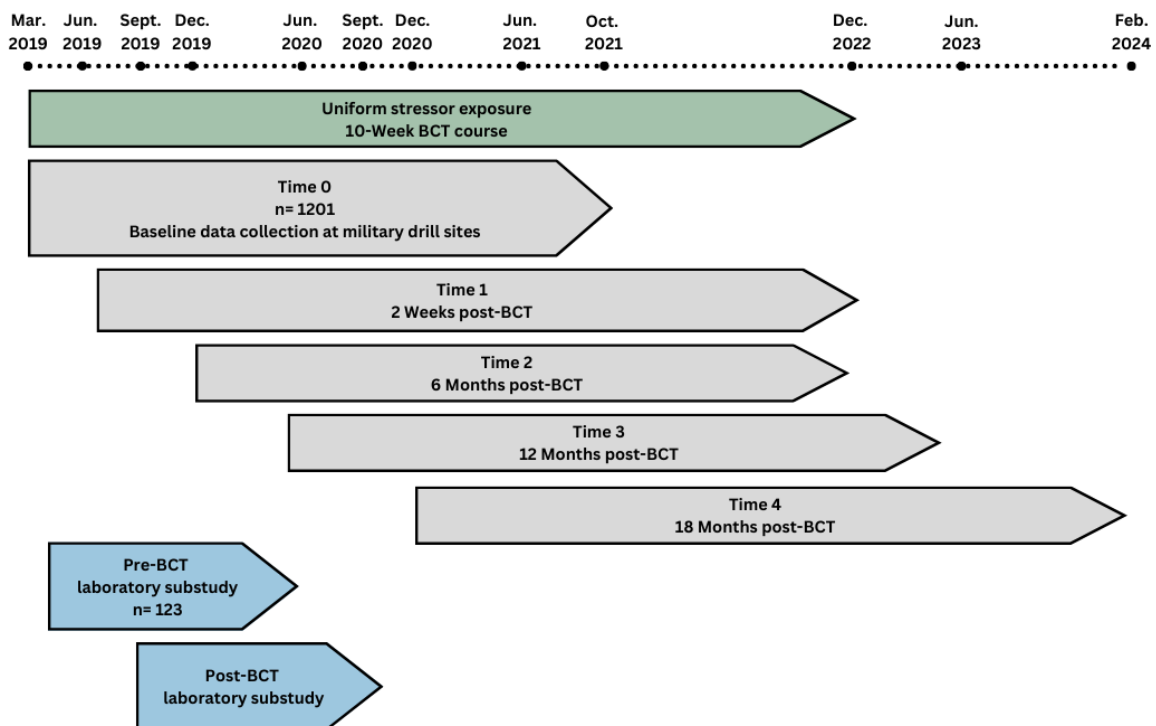 Mar. Jun. Sept. Dec. Jun. Sept. Dec. Jun. Oct. Dec. Jun. Feb.
2019 2019 2019 2019 2020 2020 2020 2021 2021 2022 2023 2024
Uniform stressor exposure
10-Week BCT course
Time 0
n= 1201
Baseline data collection at military drill sites
Time 1
2 Weeks post-BCT
Time 2
6 Months post-BCT
Time 3
12 Months post-BCT
Time 4
18 Months post-BCT
Pre-BCT
laboratory substudy
n= 123
Post-BCT
laboratory substudy